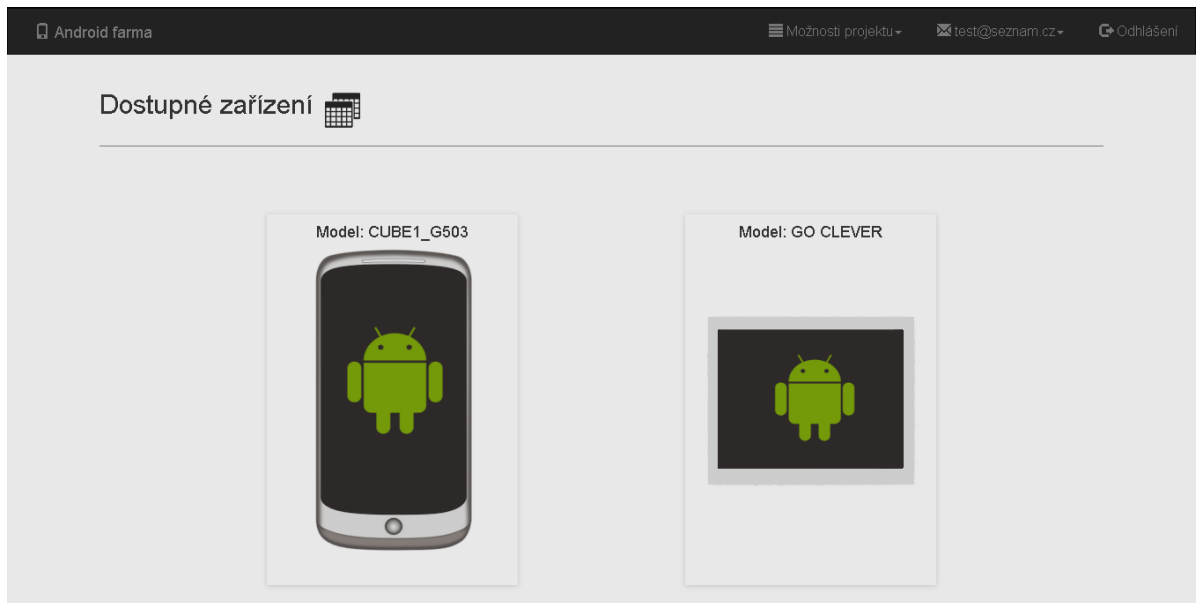 Android farma
Možnosti projektu
test@seznam.cz
Odhlášení
Dostupné zařízení
Model: CUBE1_G503
Model: GO CLEVER